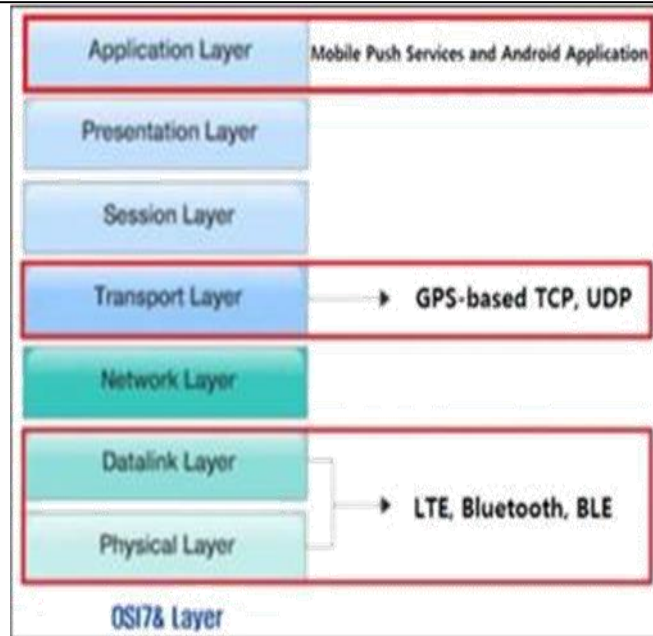 Application Layer Mobile Push Services and Android Application
Presentation Layer
Session Layer
Transport Layer GPS-based TCP, UDP
Network Layer
Datalink Layer
LTE, Bluetooth, BLE
Physical Layer
OSI7& Layer